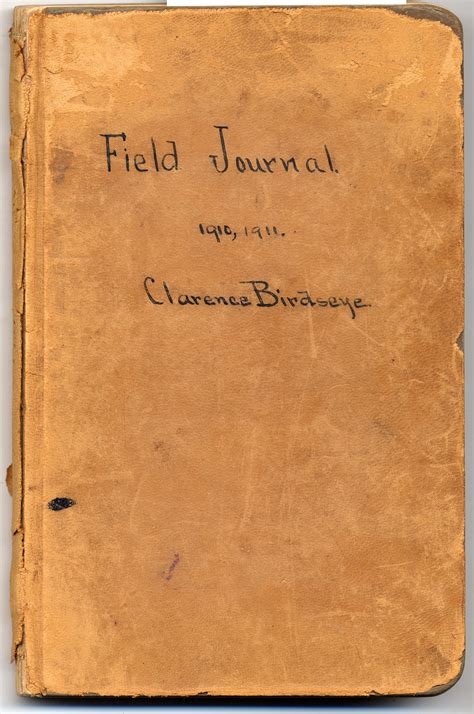 Field Journal.
1910, 1911.
Clarence Birdseye.